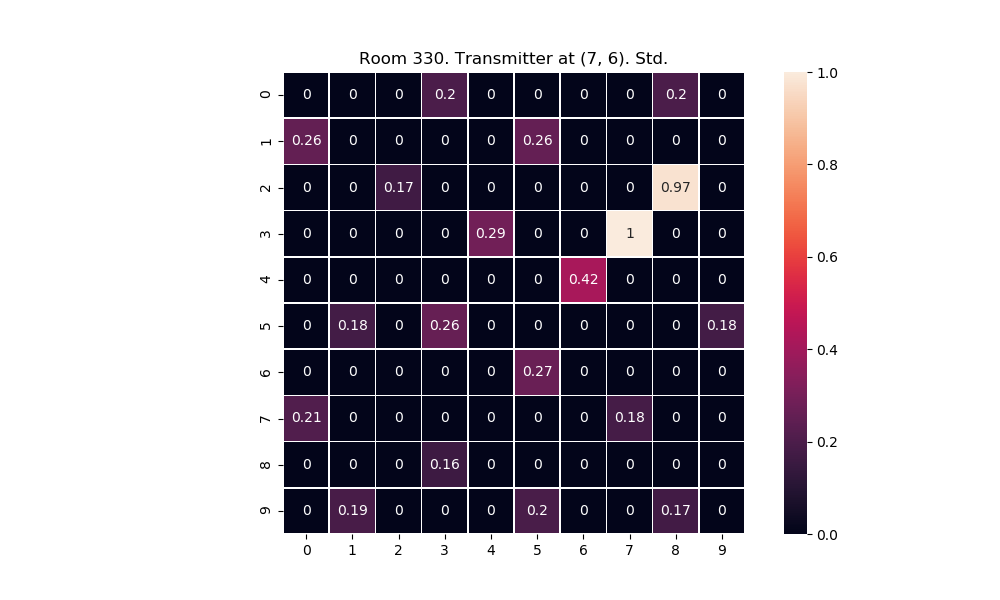 Room 330. Transmitter at (7, 6). Std.
0 0 0 0 0.2 0 0 0 0 0.2 0
1 0.26 0 0 0 0 0.26 0 0 0 0
2 0 0 0.17 0 0 0 0 0 0.97 0
3 0 0 0 0 0.29 0 0 1 0 0
4 0 0 0 0 0 0 0.42 0 0 0
5 0 0.18 0 0.26 0 0 0 0 0 0.18
6 0 0 0 0 0 0.27 0 0 0 0
7 0.21 0 0 0 0 0 0 0.18 0 0
8 0 0 0 0.16 0 0 0 0 0 0
9 0 0.19 0 0 0 0.2 0 0 0.17 0
0 1 2 3 4 5 6 7 8 9
1.0
0.8
0.6
0.4
0.2
0.0